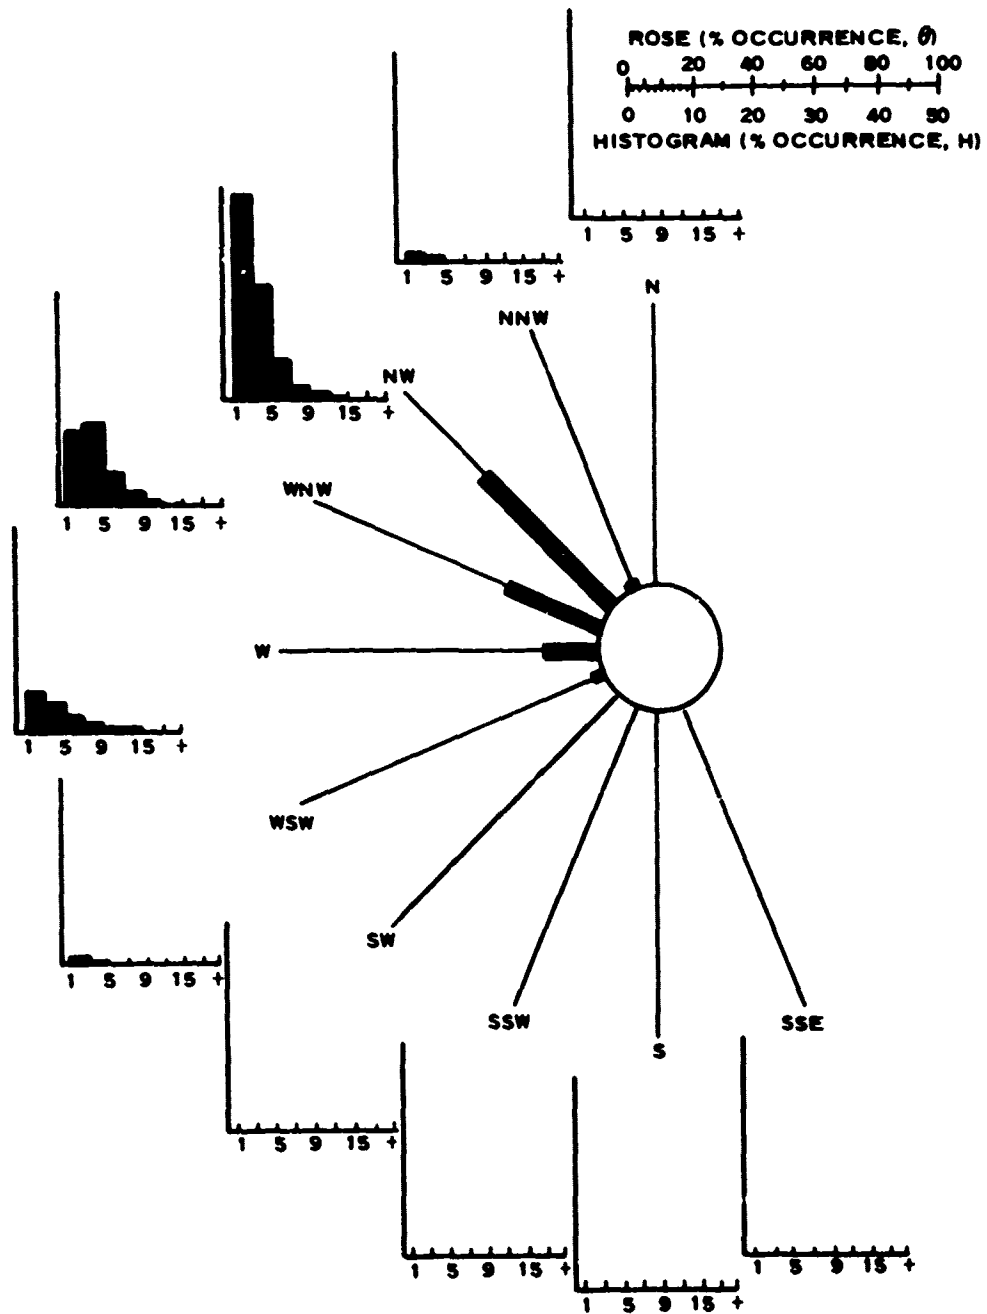 ROSE (% OCCURRENCE, θ)
0 20 40 60 80 100
0 10 20 30 40 50
HISTOGRAM (% OCCURRENCE, H)
1 5 9 15 +
1 5 9 15 +
N
NNW
NW
1 5 9 15 +
WNW
1 5 9 15 +
W
1 5 9 15 +
WSW
SW
1 5 9 15 +
SSW
SSE
S
1 5 9 15 +
1 5 9 15 +
1 5 9 15 +
1 5 9 15 +